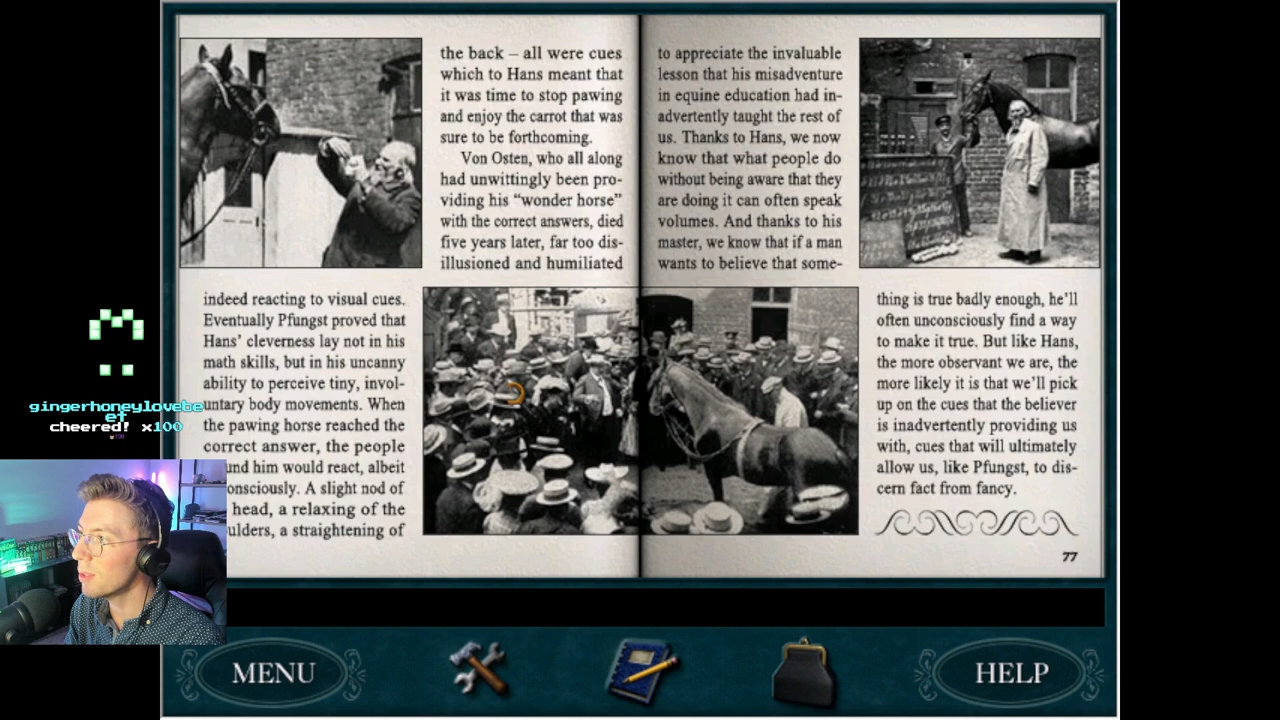 the back – all were cues
which to Hans meant that
it was time to stop pawing
and enjoy the carrot that was
sure to be forthcoming.
Von Osten, who all along
had unwittingly been pro-
viding his “wonder horse”
with the correct answers, died
five years later, far too dis-
illusioned and humiliated
to appreciate the invaluable
lesson that his misadventure
in equine education had in-
advertently taught the rest of
us. Thanks to Hans, we now
know that what people do
without being aware that they
are doing it can often speak
volumes. And thanks to his
master, we know that if a man
wants to believe that some-
indeed reacting to visual cues.
Eventually Pfungst proved that
Hans’ cleverness lay not in his
math skills, but in his uncanny
ability to perceive tiny, invol-
untary body movements. When
the pawing horse reached the
correct answer, the people
und him would react, albeit
onsciously. A slight nod of
head, a relaxing of the
ulders, a straightening of
thing is true badly enough, he’ll
often unconsciously find a way
to make it true. But like Hans,
the more observant we are, the
more likely it is that we’ll pick
up on the cues that the believer
is inadvertently providing us
with, cues that will ultimately
allow us, like Pfungst, to dis-
cern fact from fancy.
77
gingerhoneylovebe
et
cheered! x100
MENU
HELP